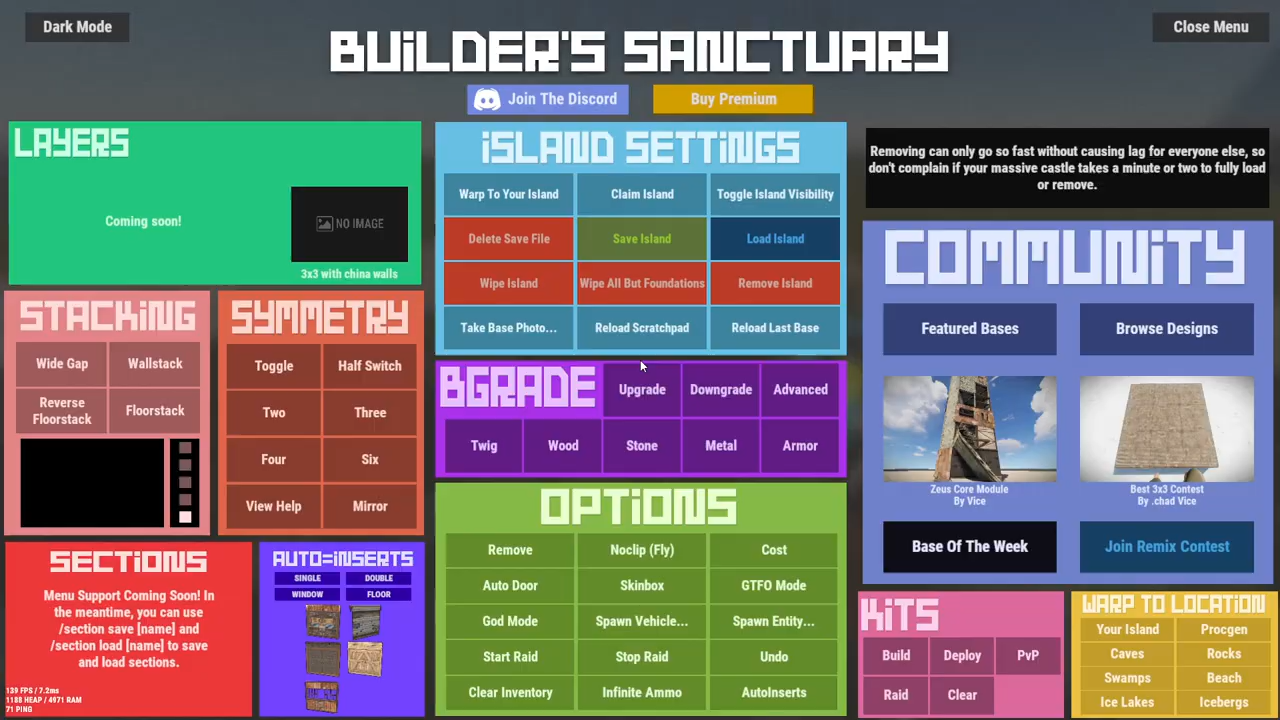 Dark Mode
BUiLDER'S SANCTUARY
Close Menu
Join The Discord
Buy Premium
LAYERS
Coming soon!
NO IMAGE
3x3 with china walls
iSLAND SETTiNGS
Warp To Your Island
Claim Island
Toggle Island Visibility
Delete Save File
Save Island
Load Island
Wipe Island
Wipe All But Foundations
Remove Island
Take Base Photo...
Reload Scratchpad
Reload Last Base
Removing can only go so fast without causing lag for everyone else, so
don't complain if your massive castle takes a minute or two to fully load
or remove.
COMMUNiTY
Featured Bases
Browse Designs
Zeus Core Module
By Vice
Best 3x3 Contest
By .chad Vice
Base Of The Week
Join Remix Contest
STACKiNG
Wide Gap
Wallstack
Reverse
Floorstack
Floorstack
SYMMETRY
Toggle
Half Switch
Two
Three
Four
Six
View Help
Mirror
BGRADE
Upgrade
Downgrade
Advanced
Twig
Wood
Stone
Metal
Armor
OPTiONS
Remove
Noclip (Fly)
Cost
Auto Door
Skinbox
GTFO Mode
God Mode
Spawn Vehicle...
Spawn Entity...
Start Raid
Stop Raid
Undo
Clear Inventory
Infinite Ammo
AutoInserts
SECTiONS
Menu Support Coming Soon! In
the meantime, you can use
/section save [name] and
/section load [name] to save
and load sections.
139 FPS / 7.2ms
1188 HEAP / 4971 RAM
71 PING
AUTO=iNSERTS
SINGLE
DOUBLE
WINDOW
FLOOR
KiTS
Build
Deploy
PvP
Raid
Clear
WARP TO LOCATiON
Your Island
Procgen
Caves
Rocks
Swamps
Beach
Ice Lakes
Icebergs